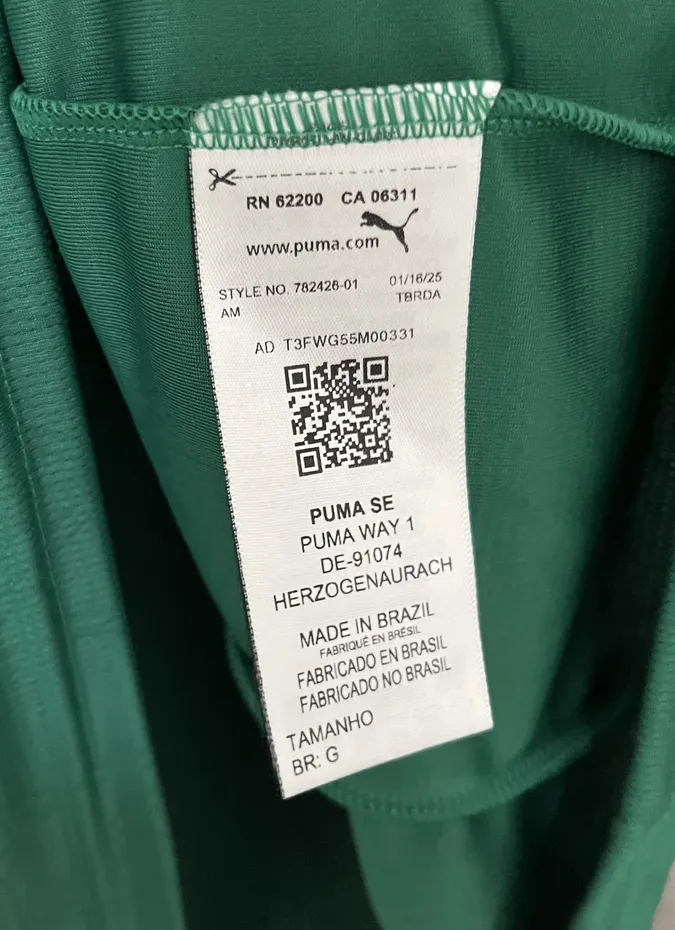 RN 62200 CA 06311
www.puma.com
STYLE NO. 782428-01 01/16/25
AM TBRDA
AD T3FWG55M00331
PUMA SE
PUMA WAY 1
DE-91074
HERZOGENAURACH
MADE IN BRAZIL
FABRIQUÉ EN BRÉSIL
FABRICADO EN BRASIL
FABRICADO NO BRASIL
TAMANHO
BR: G